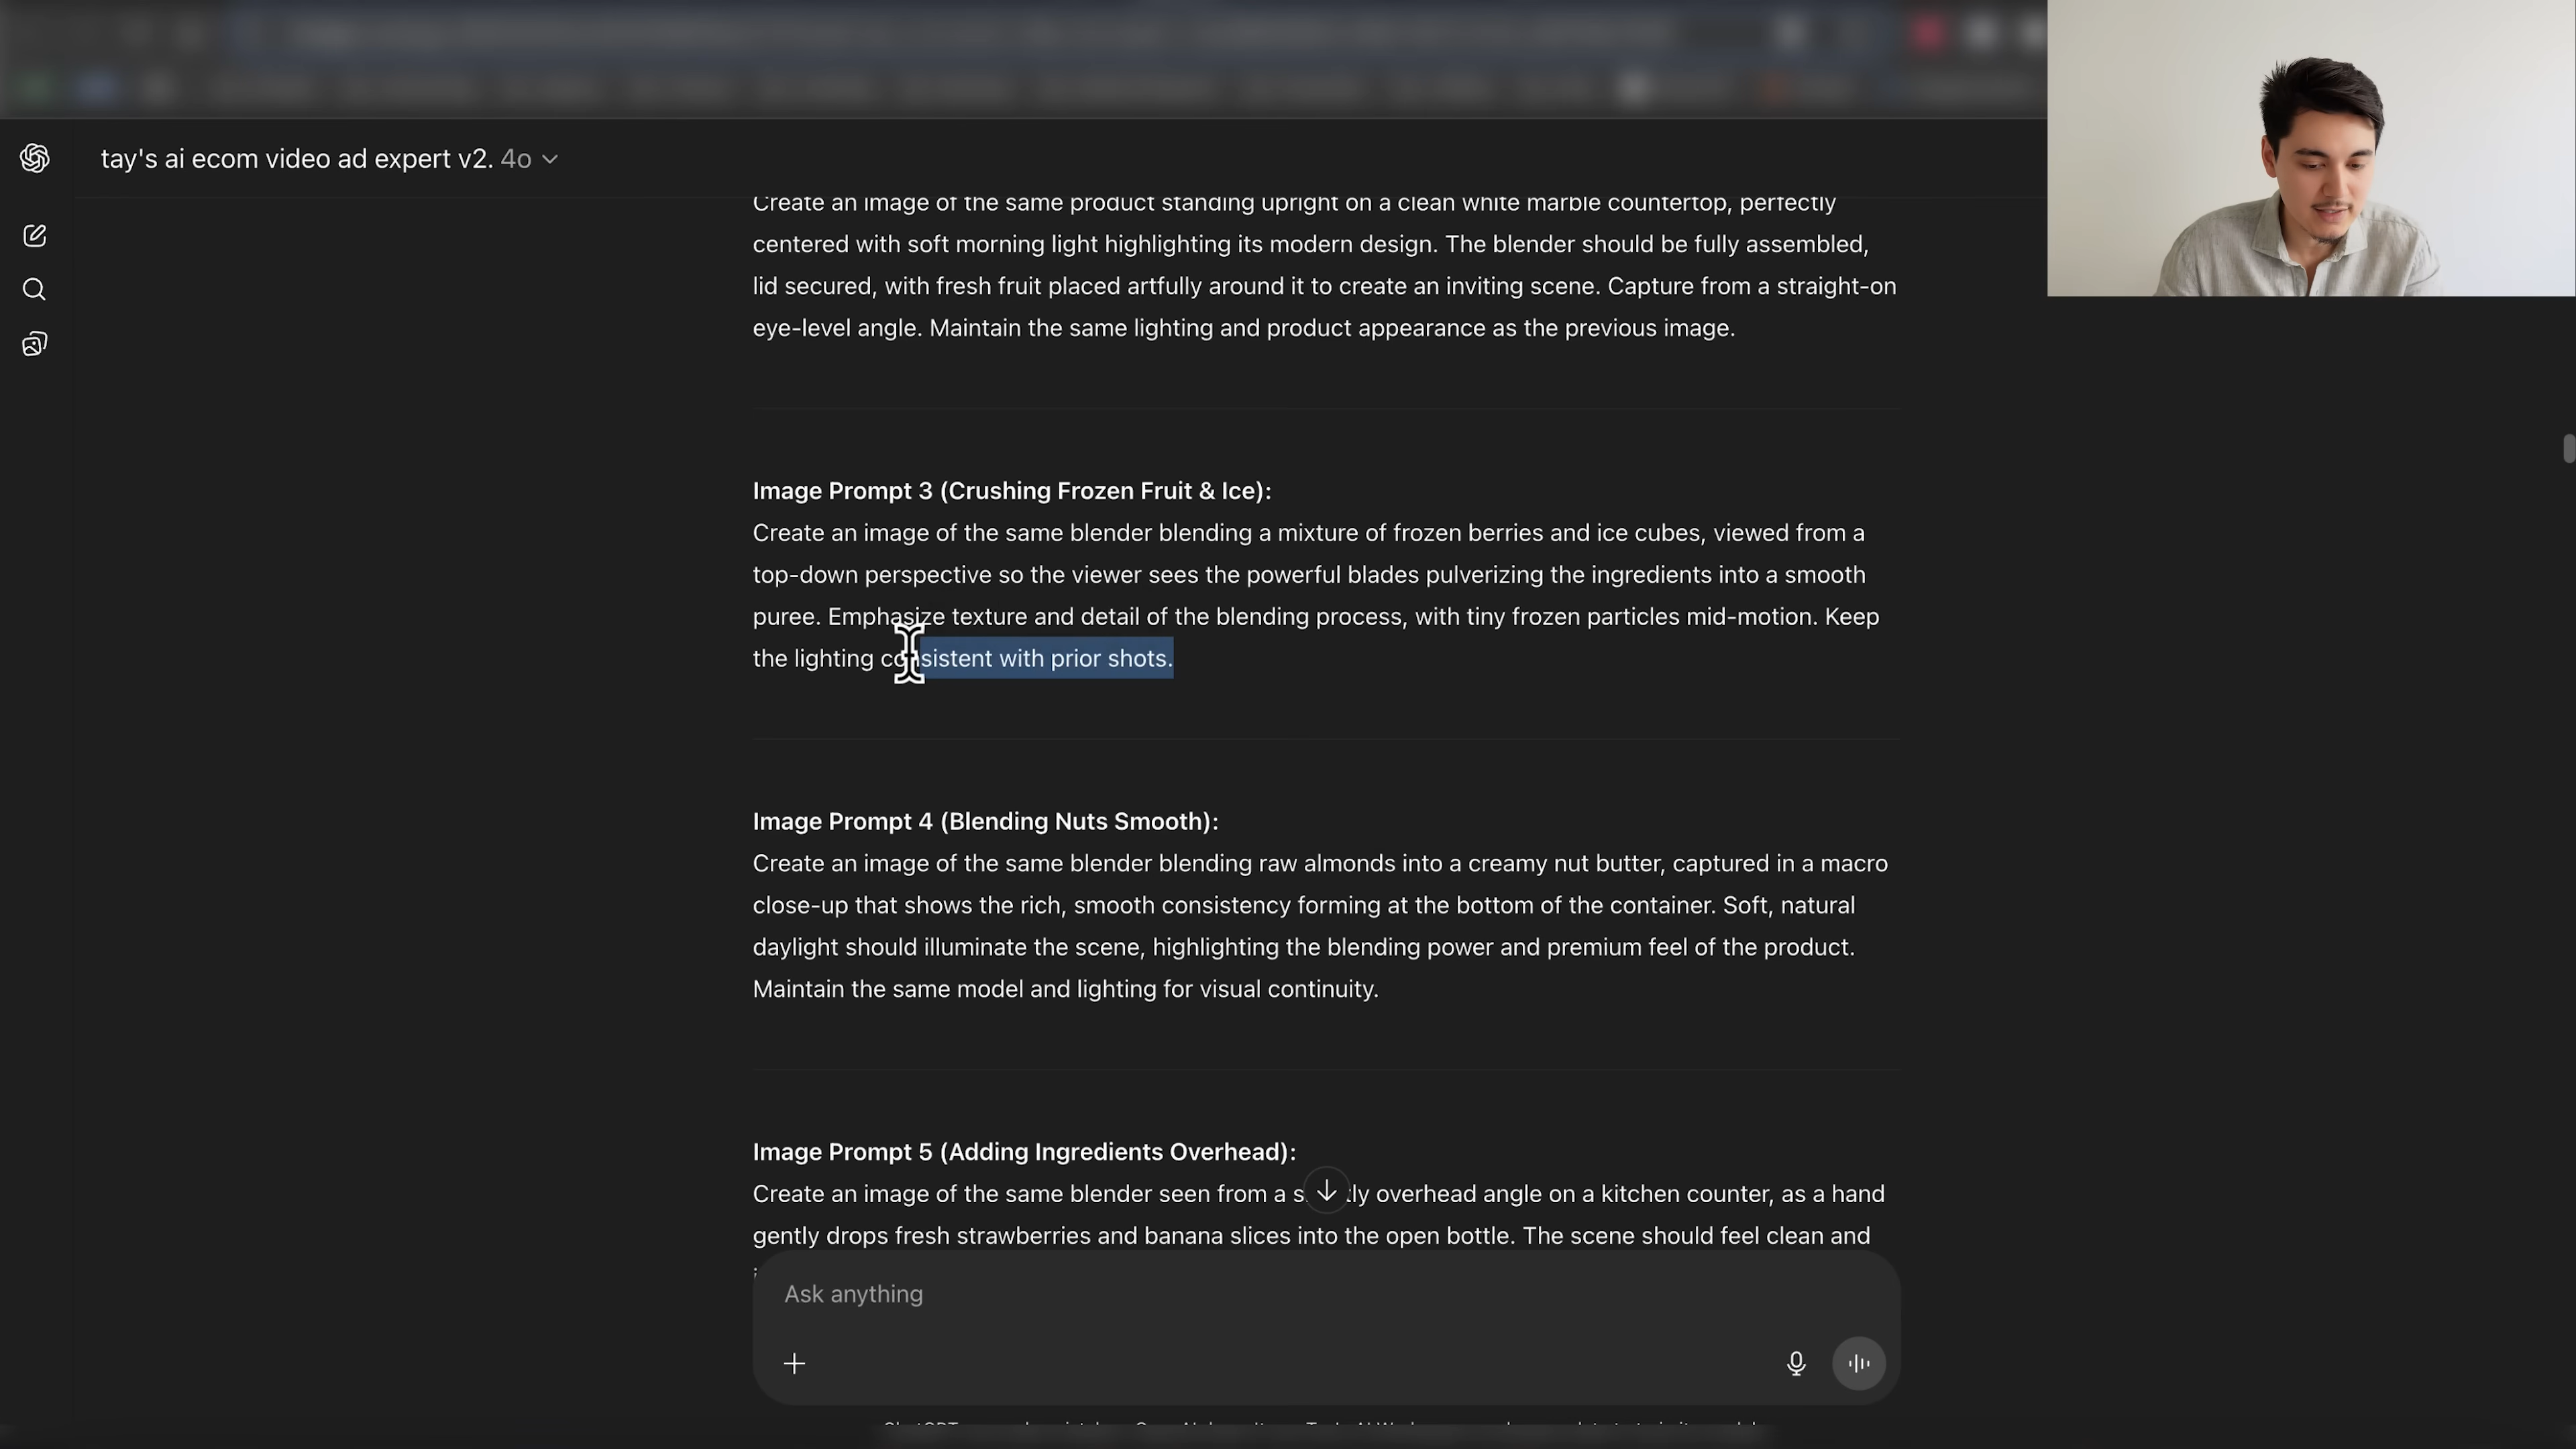 tay's ai ecom video ad expert v2. 4o
Create an image of the same product standing upright on a clean white marble countertop, perfectly
centered with soft morning light highlighting its modern design. The blender should be fully assembled,
lid secured, with fresh fruit placed artfully around it to create an inviting scene. Capture from a straight-on
eye-level angle. Maintain the same lighting and product appearance as the previous image.
Image Prompt 3 (Crushing Frozen Fruit & Ice):
Create an image of the same blender blending a mixture of frozen berries and ice cubes, viewed from a
top-down perspective so the viewer sees the powerful blades pulverizing the ingredients into a smooth
puree. Emphasize texture and detail of the blending process, with tiny frozen particles mid-motion. Keep
the lighting consistent with prior shots.
Image Prompt 4 (Blending Nuts Smooth):
Create an image of the same blender blending raw almonds into a creamy nut butter, captured in a macro
close-up that shows the rich, smooth consistency forming at the bottom of the container. Soft, natural
daylight should illuminate the scene, highlighting the blending power and premium feel of the product.
Maintain the same model and lighting for visual continuity.
Image Prompt 5 (Adding Ingredients Overhead):
Create an image of the same blender seen from a slightly overhead angle on a kitchen counter, as a hand
gently drops fresh strawberries and banana slices into the open bottle. The scene should feel clean and
Ask anything